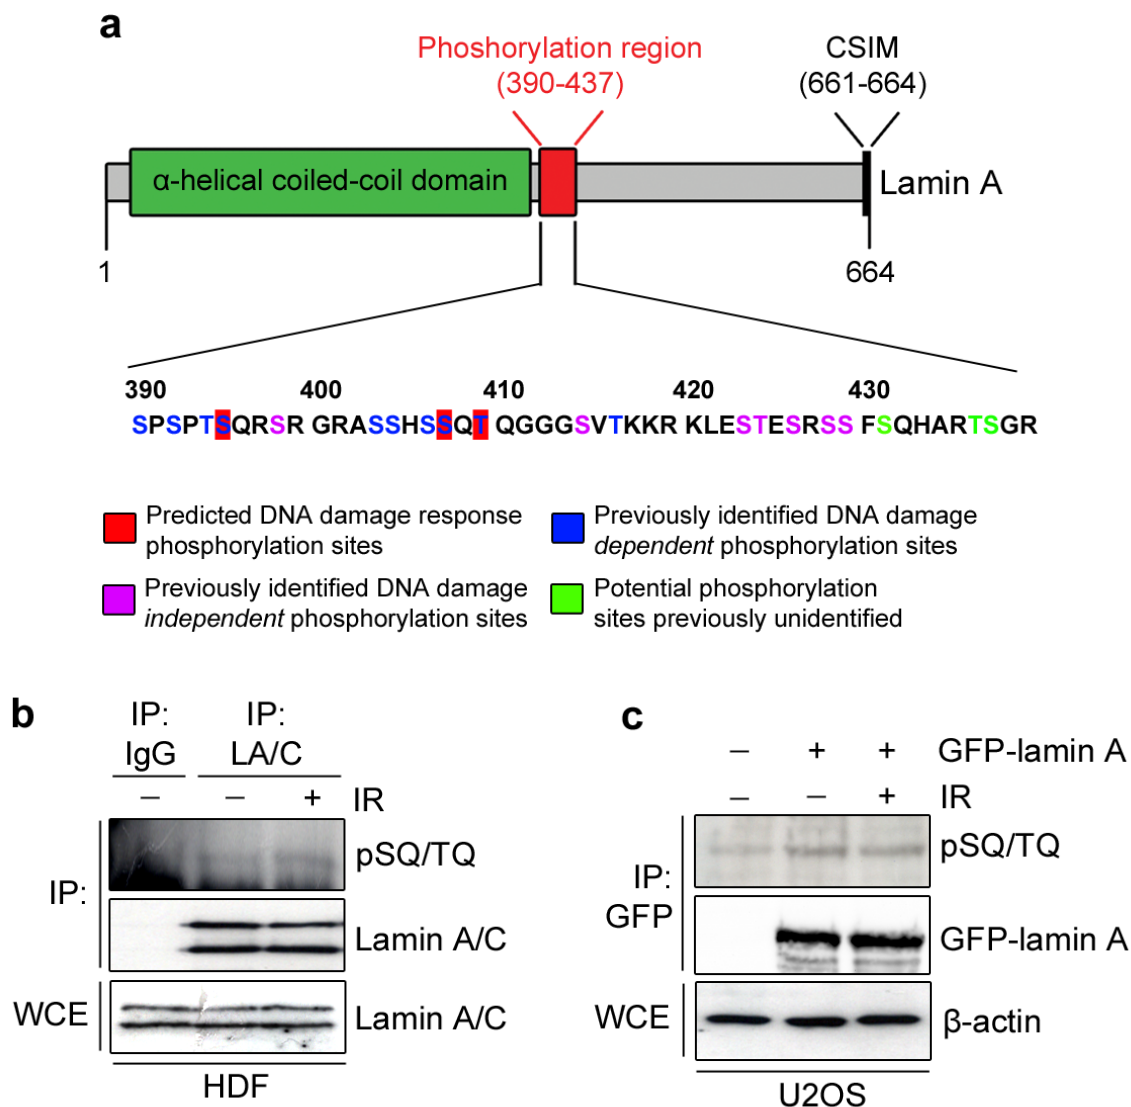 a
Phoshorylation region
(390-437)
CSIM
(661-664)
α-helical coiled-coil domain
Lamin A
1
664
390 400 410 420 430
SPSPTSQRSR GRASSHSSQT QGGGSVTKKR KLESTESRSS FSQHARTSGR
Predicted DNA damage response
phosphorylation sites
Previously identified DNA damage
dependent phosphorylation sites
Previously identified DNA damage
independent phosphorylation sites
Potential phosphorylation
sites previously unidentified
b
IP: IP:
IgG LA/C
– – + IR
IP:
pSQ/TQ
Lamin A/C
WCE
Lamin A/C
HDF
c
– + + GFP-lamin A
– – + IR
IP:
GFP
pSQ/TQ
GFP-lamin A
WCE
β-actin
U2OS